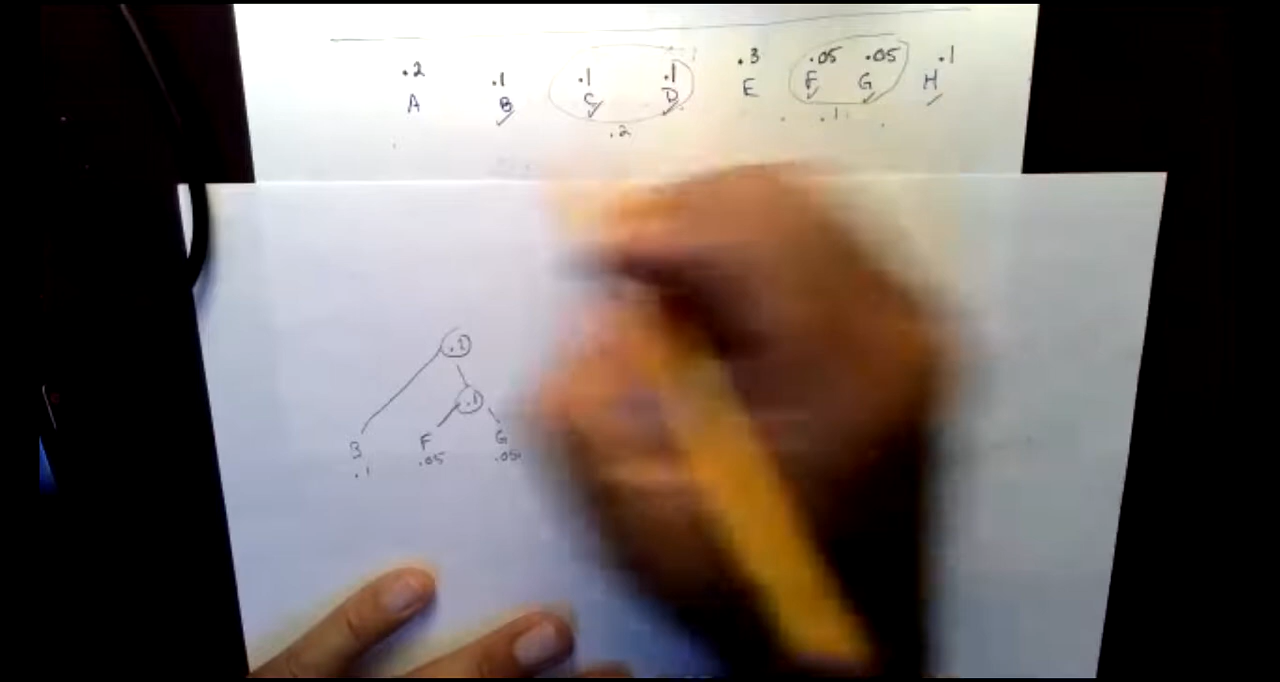 .2 .1 .1 .1 .3 .05 .05 .1
A B C D E F G H
.2 .1
.2
.1
B F G
.1 .05 .05